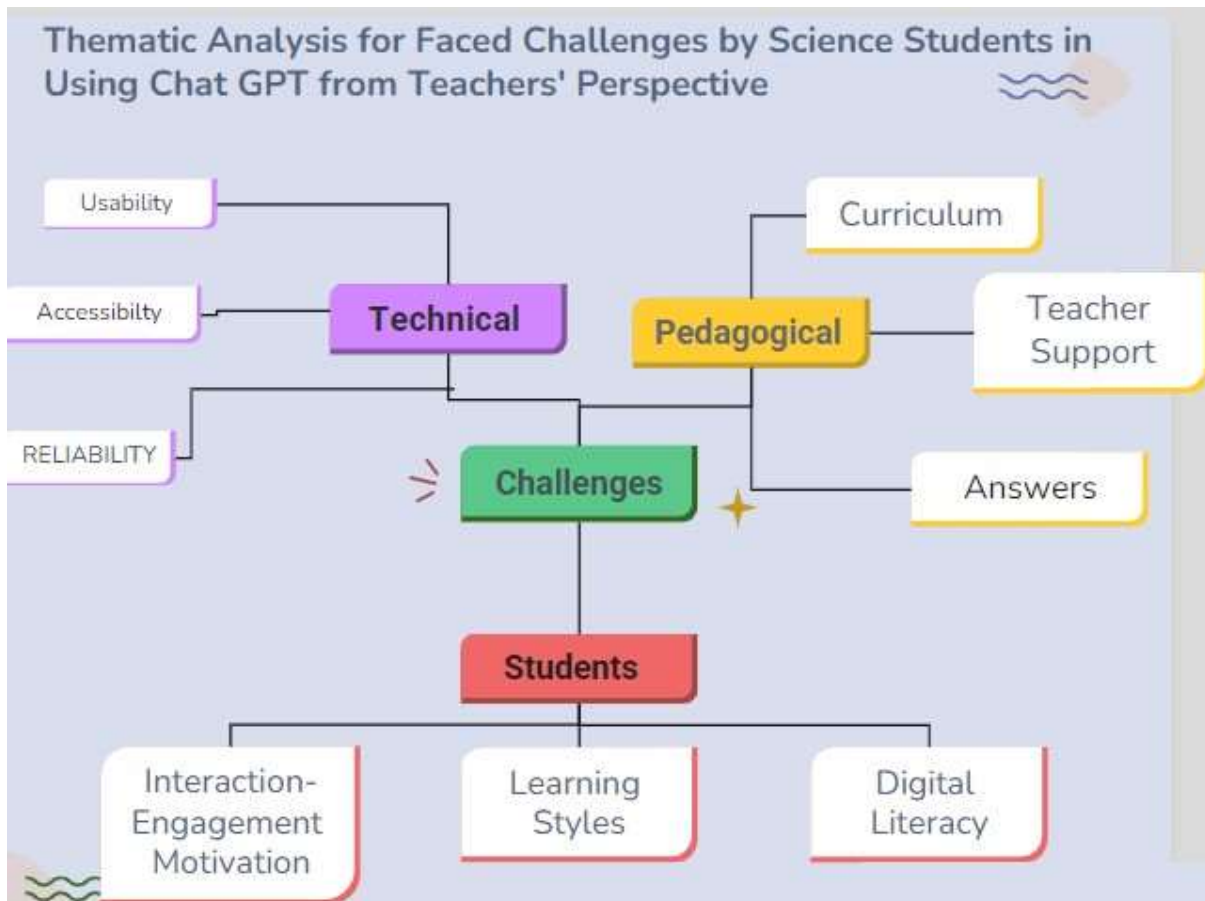 Thematic Analysis for Faced Challenges by Science Students in
Using Chat GPT from Teachers' Perspective
Usability
Accessibilty
RELIABILITY
Technical
Curriculum
Pedagogical
Teacher
Support
Answers
Challenges
Students
Interaction-
Engagement
Motivation
Learning
Styles
Digital
Literacy